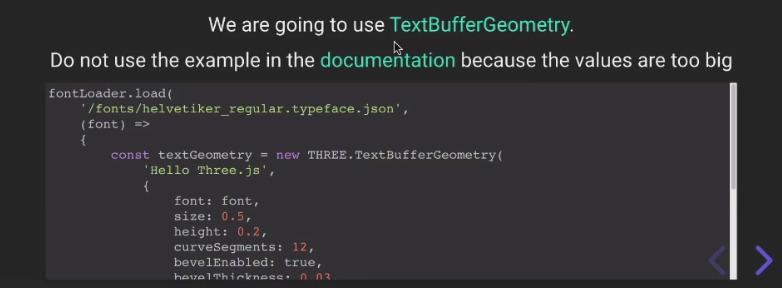 We are going to use TextBufferGeometry.
Do not use the example in the documentation because the values are too big
fontLoader.load(
'/fonts/helvetiker_regular.typeface.json',
(font) =>
{
const textGeometry = new THREE.TextBufferGeometry(
'Hello Three.js',
{
font: font,
size: 0.5,
height: 0.2,
curveSegments: 12,
bevelEnabled: true,
bevelThickness: 0.03,